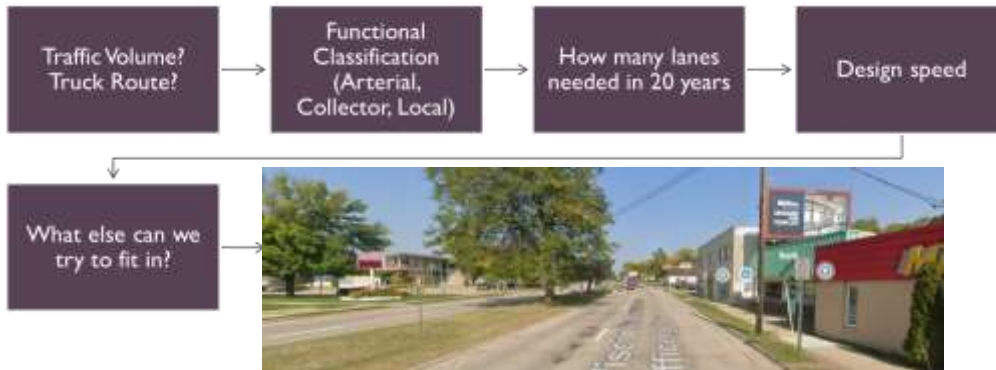 Traffic Volume?
Truck Route?
Functional
Classification
(Arterial,
Collector, Local)
How many lanes
needed in 20 years
Design speed
What else can we
try to fit in?